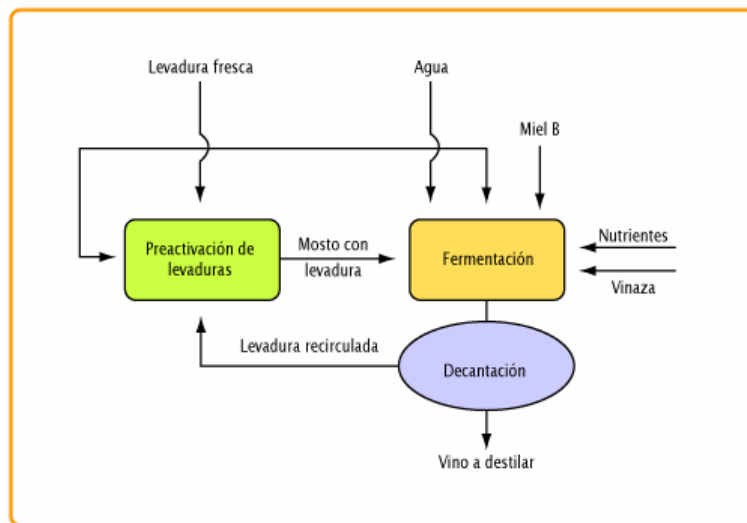 Levadura fresca
Agua
Miel B
Preactivación de
levaduras
Mosto con
levadura
Fermentación
Nutrientes
Vinaza
Levadura recirculada
Decantación
Vino a destilar